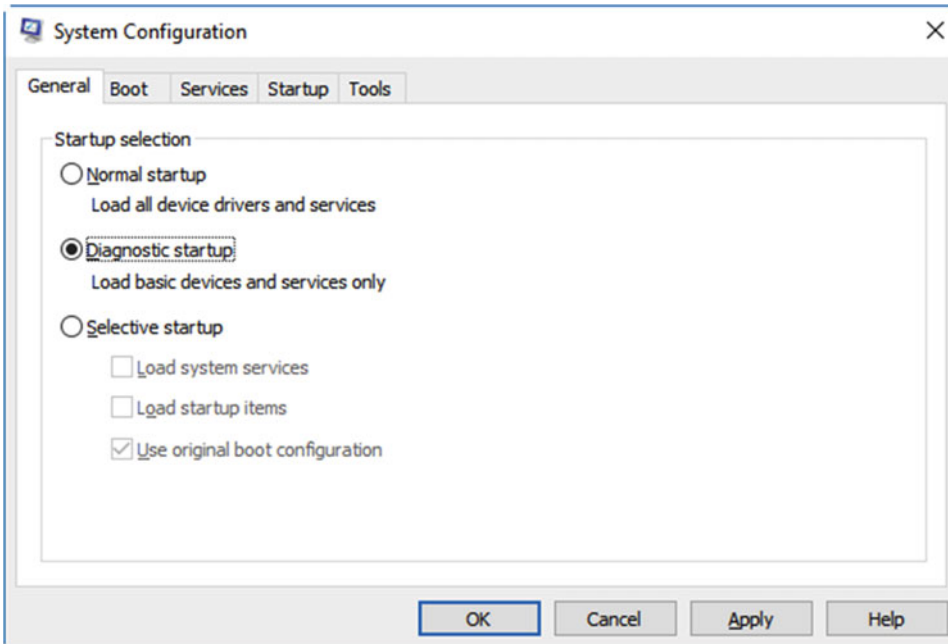 System Configuration
General Boot Services Startup Tools
Startup selection
Normal startup
Load all device drivers and services
Diagnostic startup
Load basic devices and services only
Selective startup
Load system services
Load startup items
Use original boot configuration
OK Cancel Apply Help